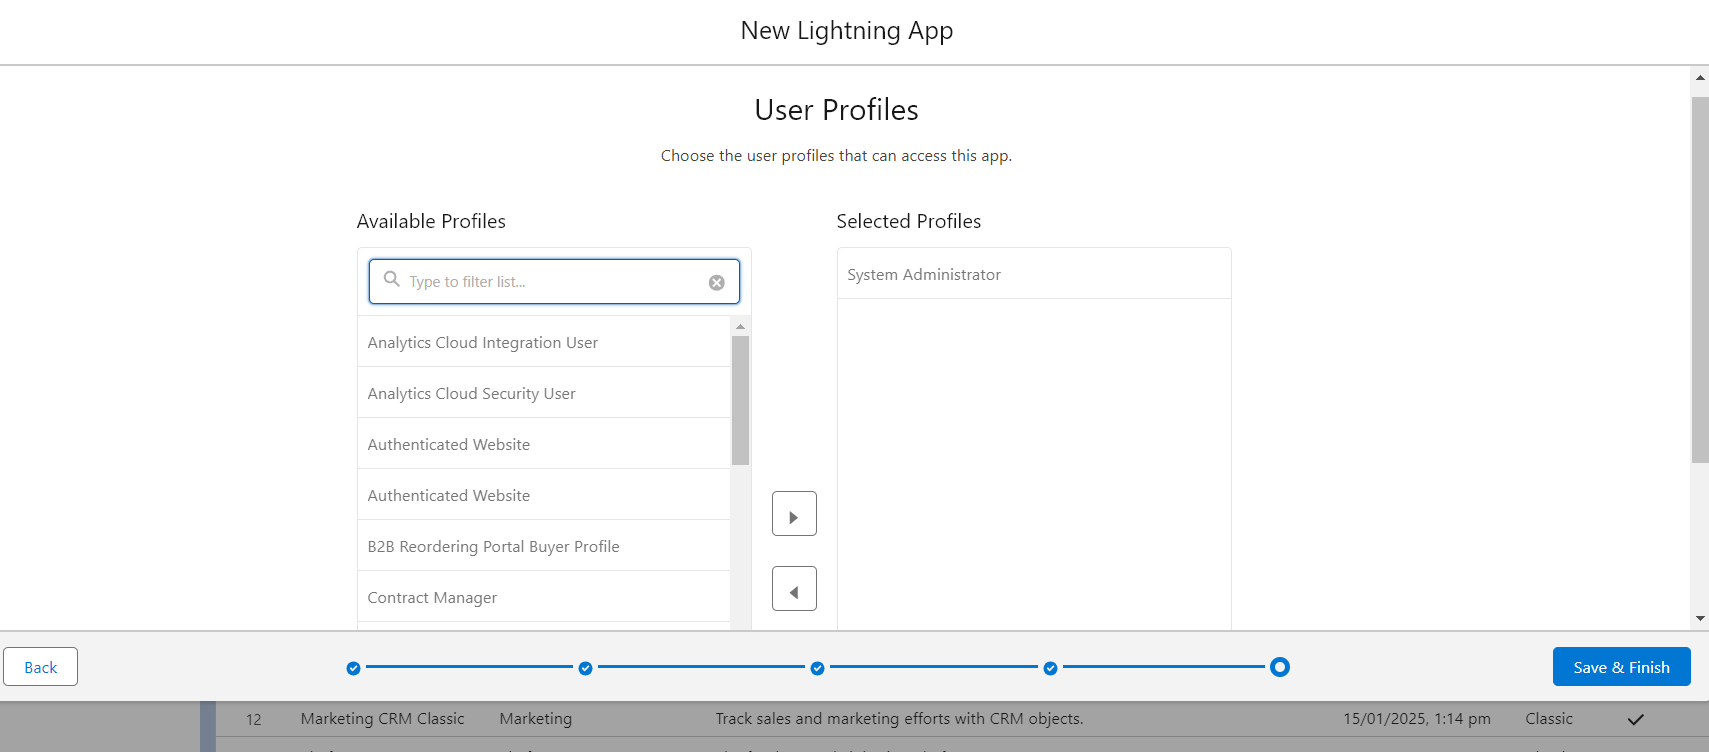 New Lightning App
User Profiles
Choose the user profiles that can access this app.
Available Profiles
Selected Profiles
Type to filter list...
System Administrator
Analytics Cloud Integration User
Analytics Cloud Security User
Authenticated Website
Authenticated Website
B2B Reordering Portal Buyer Profile
Contract Manager
Back
Save & Finish
12 Marketing CRM Classic Marketing Track sales and marketing efforts with CRM objects. 15/01/2025, 1:14 pm Classic